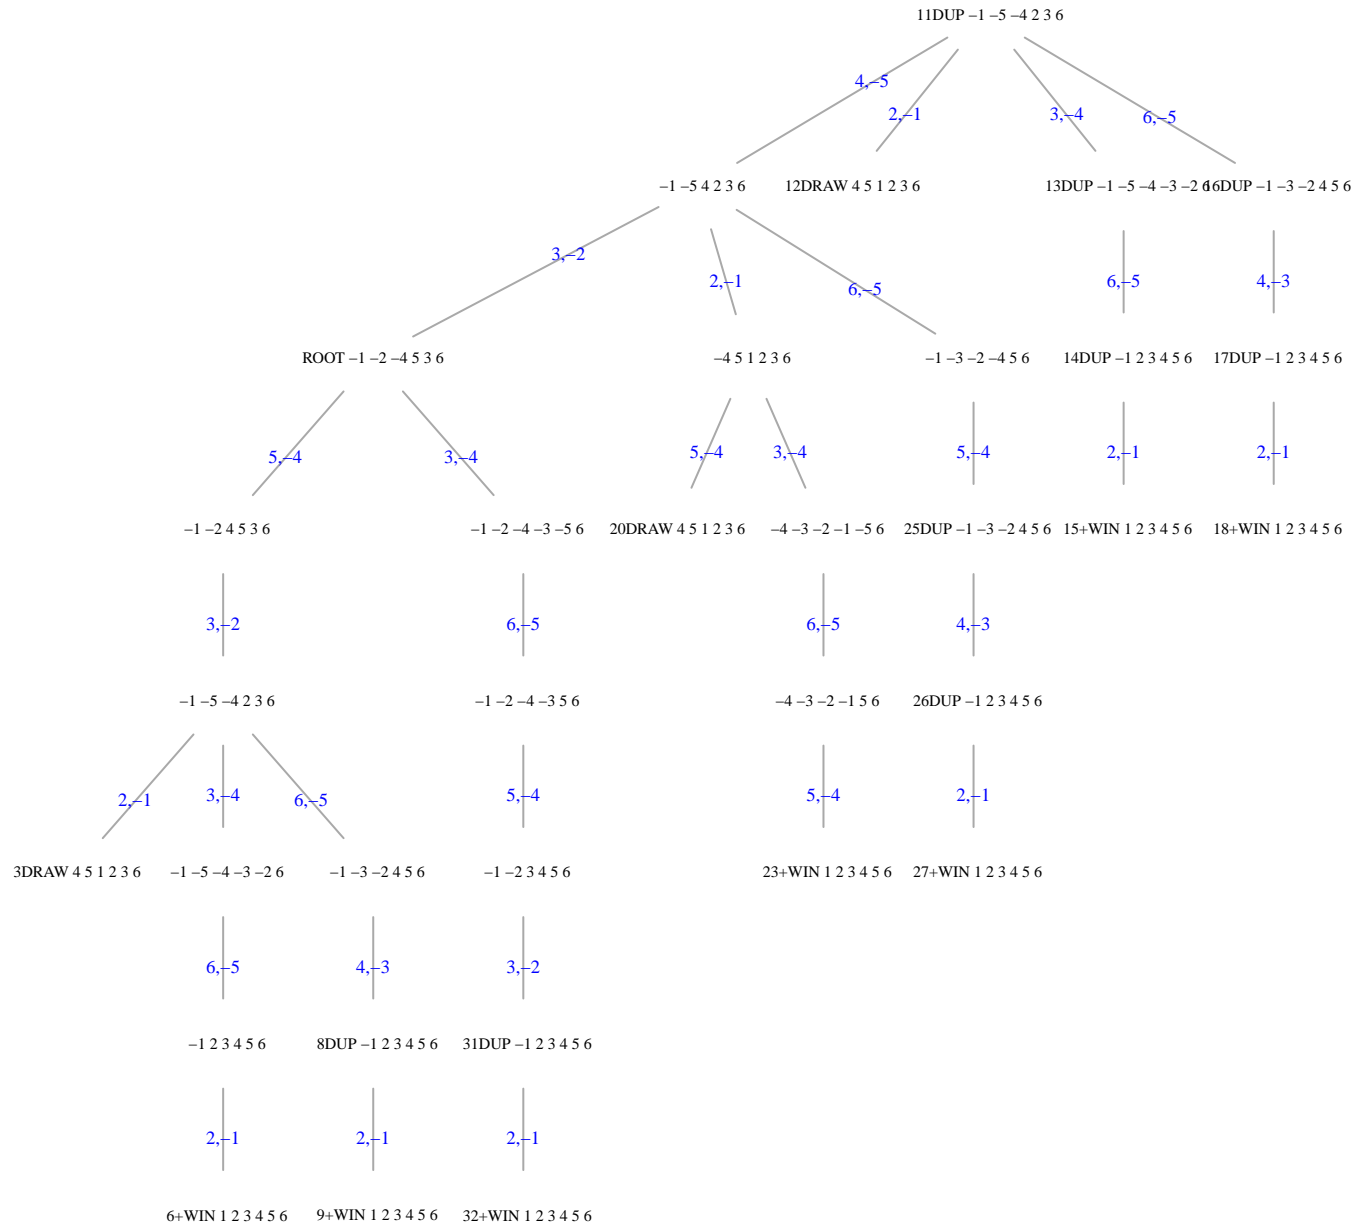 11DUP −1 −5 −4 2 3 6
4,−5
2,−1
3,−4
6,−5
−1 −5 4 2 3 6
12DRAW 4 5 1 2 3 6
13DUP −1 −5 −4 −3 −2 6
16DUP −1 −3 −2 4 5 6
3,−2
2,−1
6,−5
6,−5
4,−3
ROOT −1 −2 −4 5 3 6
−4 5 1 2 3 6
−1 −3 −2 −4 5 6
14DUP −1 2 3 4 5 6
17DUP −1 2 3 4 5 6
5,−4
3,−4
5,−4
3,−4
5,−4
2,−1
2,−1
−1 −2 4 5 3 6
−1 −2 −4 −3 −5 6
20DRAW 4 5 1 2 3 6
−4 −3 −2 −1 −5 6
25DUP −1 −3 −2 4 5 6
15+WIN 1 2 3 4 5 6
18+WIN 1 2 3 4 5 6
3,−2
6,−5
6,−5
4,−3
−1 −5 −4 2 3 6
−1 −2 −4 −3 5 6
−4 −3 −2 −1 5 6
26DUP −1 2 3 4 5 6
2,−1
3,−4
6,−5
5,−4
5,−4
2,−1
3DRAW 4 5 1 2 3 6
−1 −5 −4 −3 −2 6
−1 −3 −2 4 5 6
−1 −2 3 4 5 6
23+WIN 1 2 3 4 5 6
27+WIN 1 2 3 4 5 6
6,−5
4,−3
3,−2
−1 2 3 4 5 6
8DUP −1 2 3 4 5 6
31DUP −1 2 3 4 5 6
2,−1
2,−1
2,−1
6+WIN 1 2 3 4 5 6
9+WIN 1 2 3 4 5 6
32+WIN 1 2 3 4 5 6